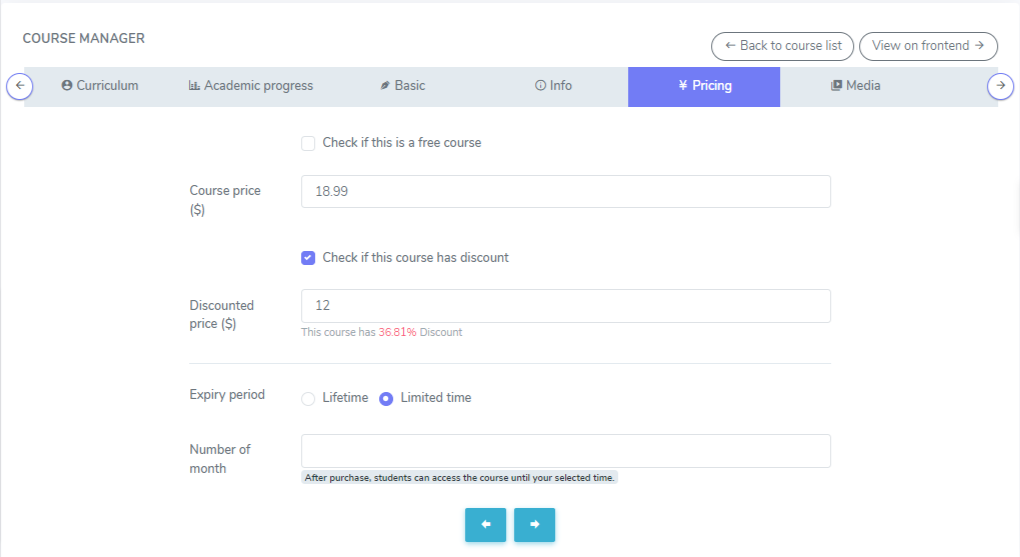 COURSE MANAGER
← Back to course list
View on frontend →
Curriculum
Academic progress
Basic
Info
¥ Pricing
Media
Check if this is a free course
Course price
($)
18.99
Check if this course has discount
Discounted
price ($)
12
This course has 36.81% Discount
Expiry period
Lifetime
Limited time
Number of
month
After purchase, students can access the course until your selected time.